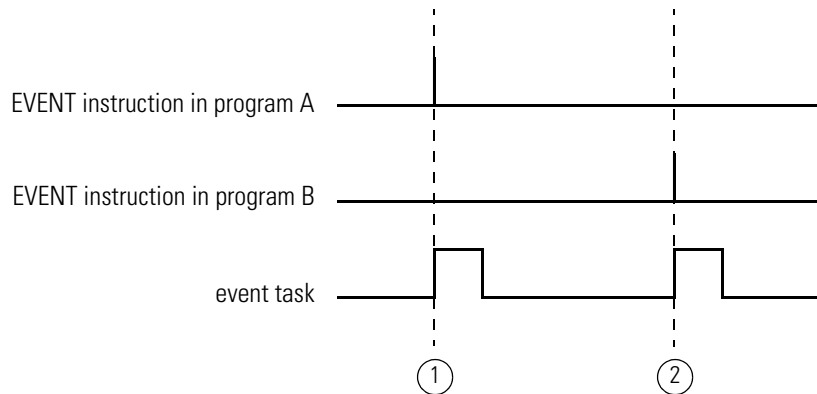 EVENT instruction in program A
EVENT instruction in program B
event task
1
2